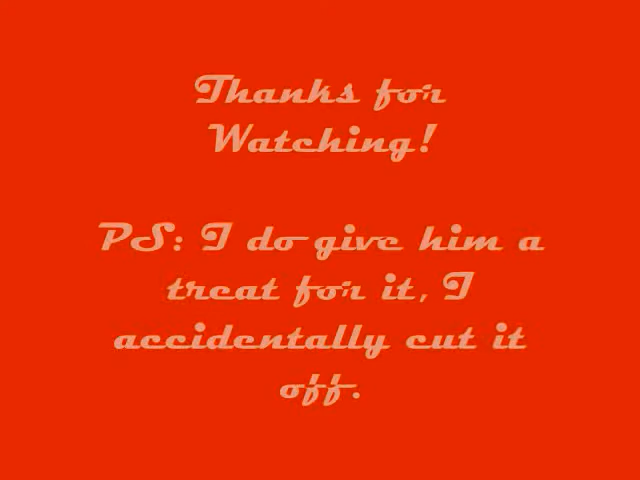 Thanks for
Watching!
PS: I do give him a
treat for it, I
accidentally cut it
off.